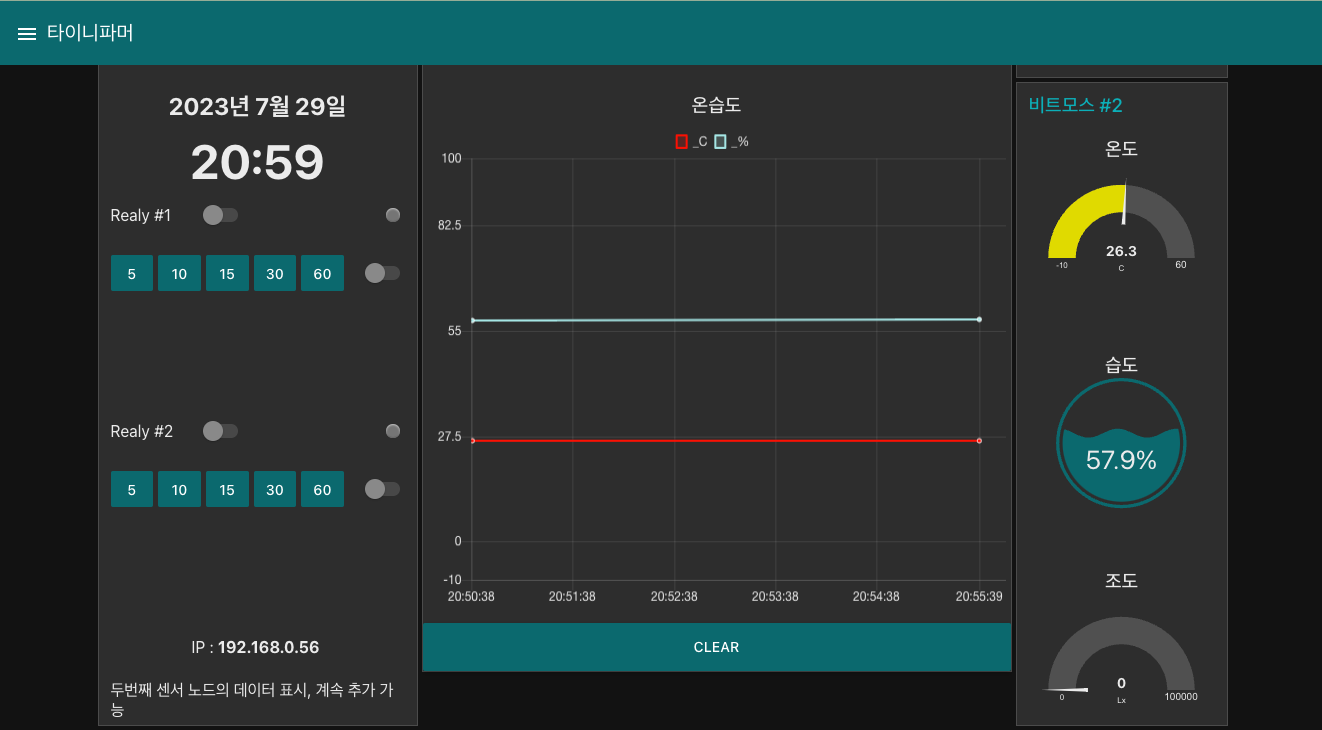 타이니파머
2023년 7월 29일
20:59
Realy #1
5 10 15 30 60
Realy #2
5 10 15 30 60
IP : 192.168.0.56
두번째 센서 노드의 데이터 표시, 계속 추가 가
능
온습도
_C _%
100
82.5
55
27.5
0
-10
20:50:38 20:51:38 20:52:38 20:53:38 20:54:38 20:55:39
CLEAR
비트모스 #2
온도
26.3
-10 C 60
습도
57.9%
조도
0
0 Lx 100000